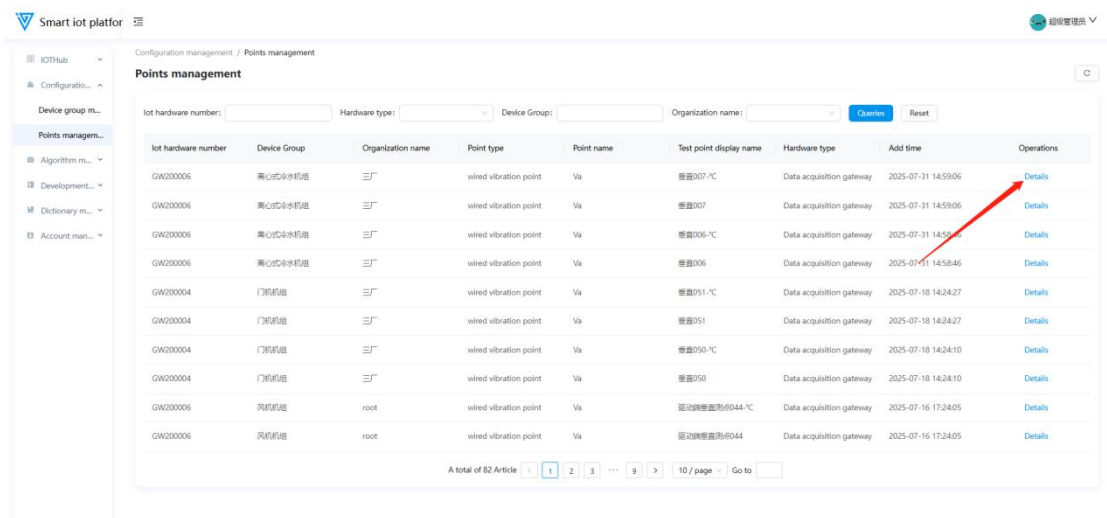 Smart iot platfor
超级管理员
IOTHub
Configuratio...
Device group m...
Points managem...
Algorithm m...
Development...
Dictionary m...
Account man...
Configuration management / Points management
Points management
Iot hardware number: Hardware type: Device Group: Organization name: Queries Reset
Iot hardware number Device Group Organization name Point type Point name Test point display name Hardware type Add time Operations
GW200006 离心式冷水机组 三厂 wired vibration point Va 垂直007-℃ Data acquisition gateway 2025-07-31 14:59:06 Details
GW200006 离心式冷水机组 三厂 wired vibration point Va 垂直007 Data acquisition gateway 2025-07-31 14:59:06 Details
GW200006 离心式冷水机组 三厂 wired vibration point Va 垂直006-℃ Data acquisition gateway 2025-07-31 14:58:46 Details
GW200006 离心式冷水机组 三厂 wired vibration point Va 垂直006 Data acquisition gateway 2025-07-31 14:58:46 Details
GW200004 门机机组 三厂 wired vibration point Va 垂直051-℃ Data acquisition gateway 2025-07-18 14:24:27 Details
GW200004 门机机组 三厂 wired vibration point Va 垂直051 Data acquisition gateway 2025-07-18 14:24:27 Details
GW200004 门机机组 三厂 wired vibration point Va 垂直050-℃ Data acquisition gateway 2025-07-18 14:24:10 Details
GW200004 门机机组 三厂 wired vibration point Va 垂直050 Data acquisition gateway 2025-07-18 14:24:10 Details
GW200006 风机机组 root wired vibration point Va 驱动端垂直测点044-℃ Data acquisition gateway 2025-07-16 17:24:05 Details
GW200006 风机机组 root wired vibration point Va 驱动端垂直测点044 Data acquisition gateway 2025-07-16 17:24:05 Details
A total of 82 Article < 1 2 3 ••• 9 > 10 / page Go to